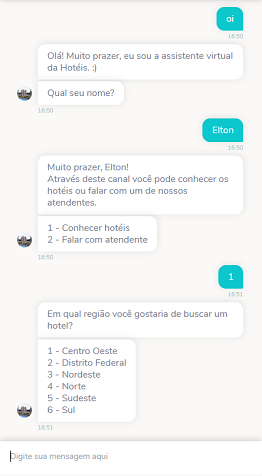 oi
16:50
Olá! Muito prazer, eu sou a assistente virtual
da Hotéis. :)
Qual seu nome?
16:50
Elton
16:50
Muito prazer, Elton!
Através deste canal você pode conhecer os
hotéis ou falar com um de nossos
atendentes.
1 - Conhecer hotéis
2 - Falar com atendente
16:50
1
16:51
Em qual região você gostaria de buscar um
hotel?
1 - Centro Oeste
2 - Distrito Federal
3 - Nordeste
4 - Norte
5 - Sudeste
6 - Sul
16:51
Digite sua mensagem aqui